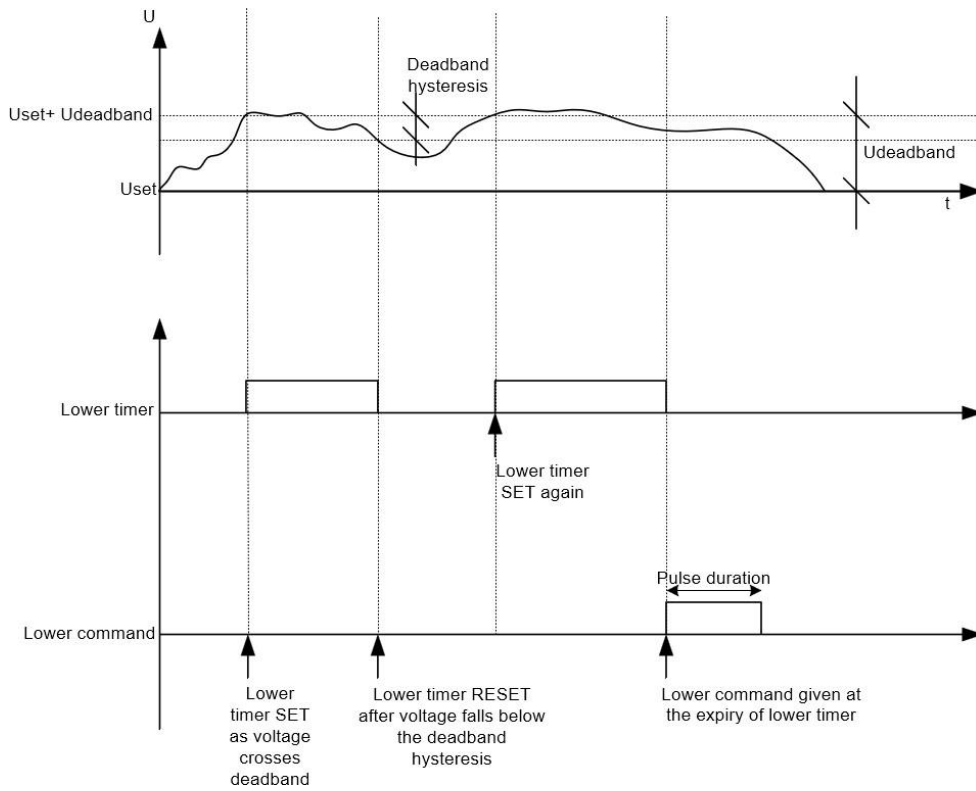 U
Deadband
hysteresis
Uset+ Udeadband
Udeadband
Uset
t
Lower timer
Lower timer
SET again
Pulse duration
Lower command
Lower
timer SET
as voltage
crosses
deadband
Lower timer RESET
after voltage falls below
the deadband
hysteresis
Lower command given at
the expiry of lower timer